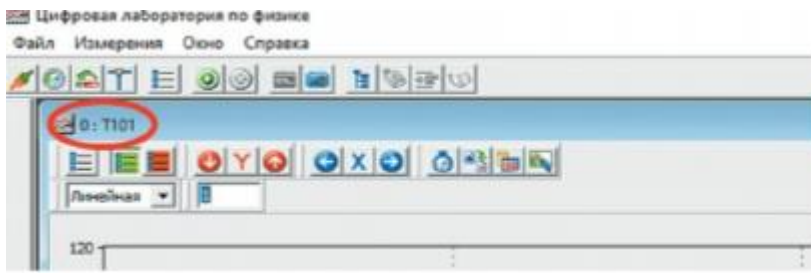 Цифровая лаборатория по физике
Файл Измерения Окно Справка
0 : T101
Y X
Линейная
120